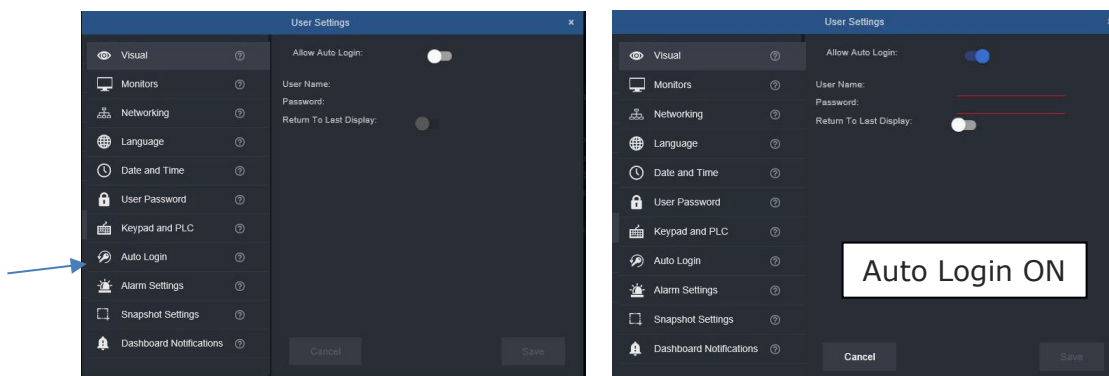 User Settings
x
Visual
Monitors
Networking
Language
Date and Time
User Password
Keypad and PLC
Auto Login
Alarm Settings
Snapshot Settings
Dashboard Notifications
Allow Auto Login:
User Name:
Password:
Return To Last Display:
Cancel
Save
User Settings
Visual
Monitors
Networking
Language
Date and Time
User Password
Keypad and PLC
Auto Login
Alarm Settings
Snapshot Settings
Dashboard Notifications
Allow Auto Login:
User Name:
Password:
Return To Last Display:
Auto Login ON
Cancel
Save